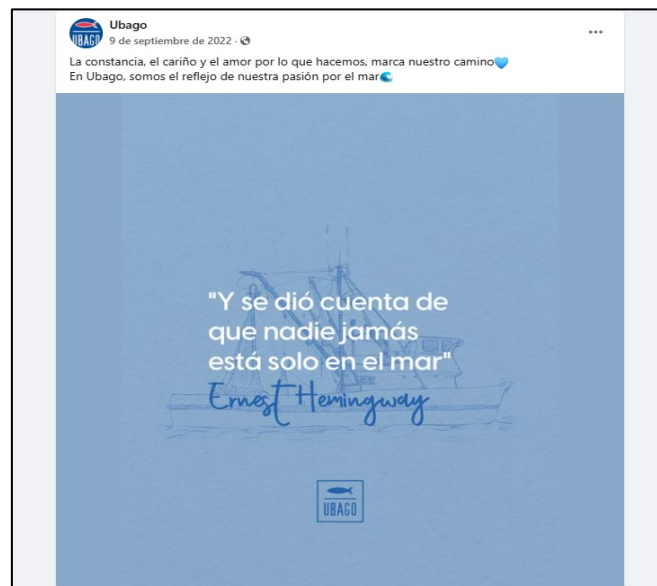 UBAGO
Ubago
9 de septiembre de 2022 ·
La constancia, el cariño y el amor por lo que hacemos, marca nuestro camino💙
En Ubago, somos el reflejo de nuestra pasión por el mar🌊
"Y se dió cuenta de
que nadie jamás
está solo en el mar"
Ernest Hemingway
UBAGO